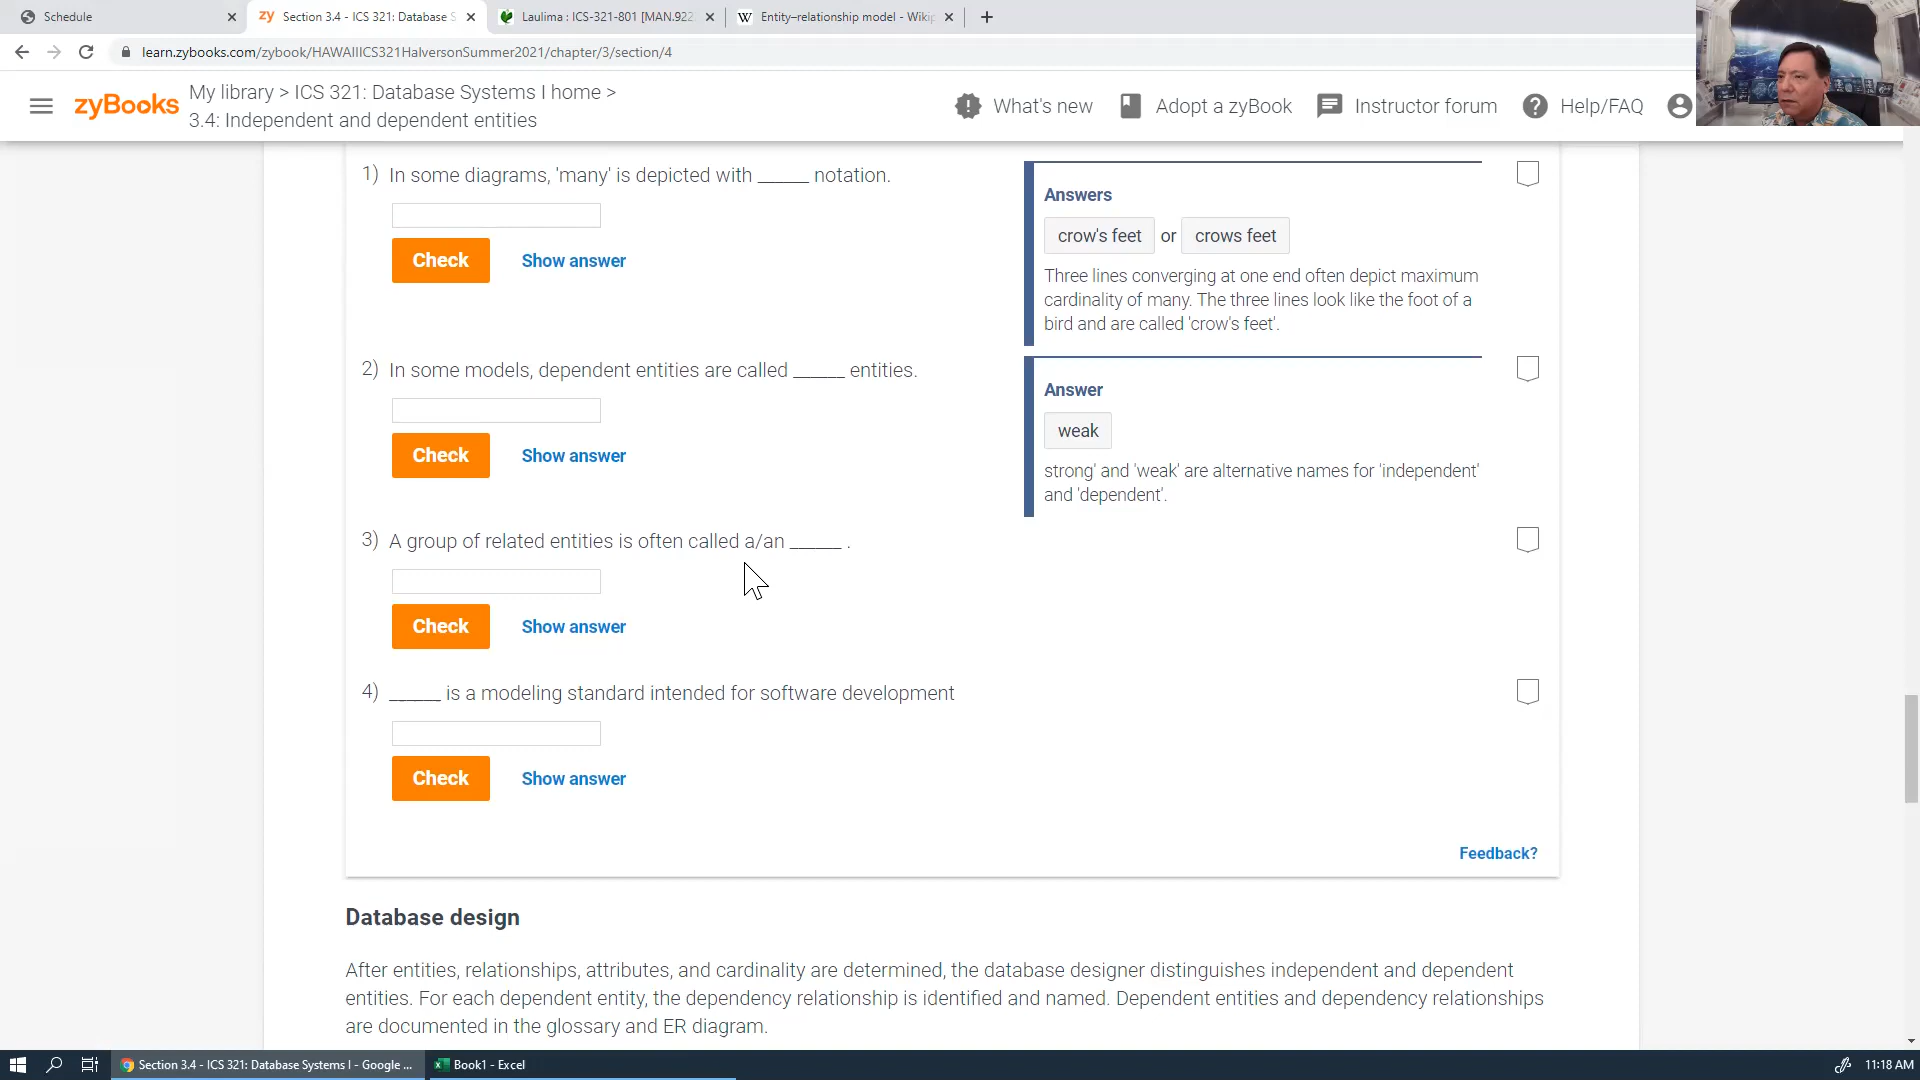 Schedule
zy Section 3.4 - ICS 321: Database S
Laulima : ICS-321-801 [MAN.922
W Entity–relationship model - Wikip
learn.zybooks.com/zybook/HAWAIIICS321HalversonSummer2021/chapter/3/section/4
zyBooks
My library > ICS 321: Database Systems I home >
3.4: Independent and dependent entities
What's new
Adopt a zyBook
Instructor forum
Help/FAQ
1) In some diagrams, 'many' is depicted with ______ notation.
Check
Show answer
Answers
crow's feet or crows feet
Three lines converging at one end often depict maximum
cardinality of many. The three lines look like the foot of a
bird and are called 'crow's feet'.
2) In some models, dependent entities are called ______ entities.
Check
Show answer
Answer
weak
strong' and 'weak' are alternative names for 'independent'
and 'dependent'.
3) A group of related entities is often called a/an ______ .
Check
Show answer
4) ______ is a modeling standard intended for software development
Check
Show answer
Feedback?
Database design
After entities, relationships, attributes, and cardinality are determined, the database designer distinguishes independent and dependent
entities. For each dependent entity, the dependency relationship is identified and named. Dependent entities and dependency relationships
are documented in the glossary and ER diagram.
Section 3.4 - ICS 321: Database Systems I - Google ...
Book1 - Excel
11:18 AM